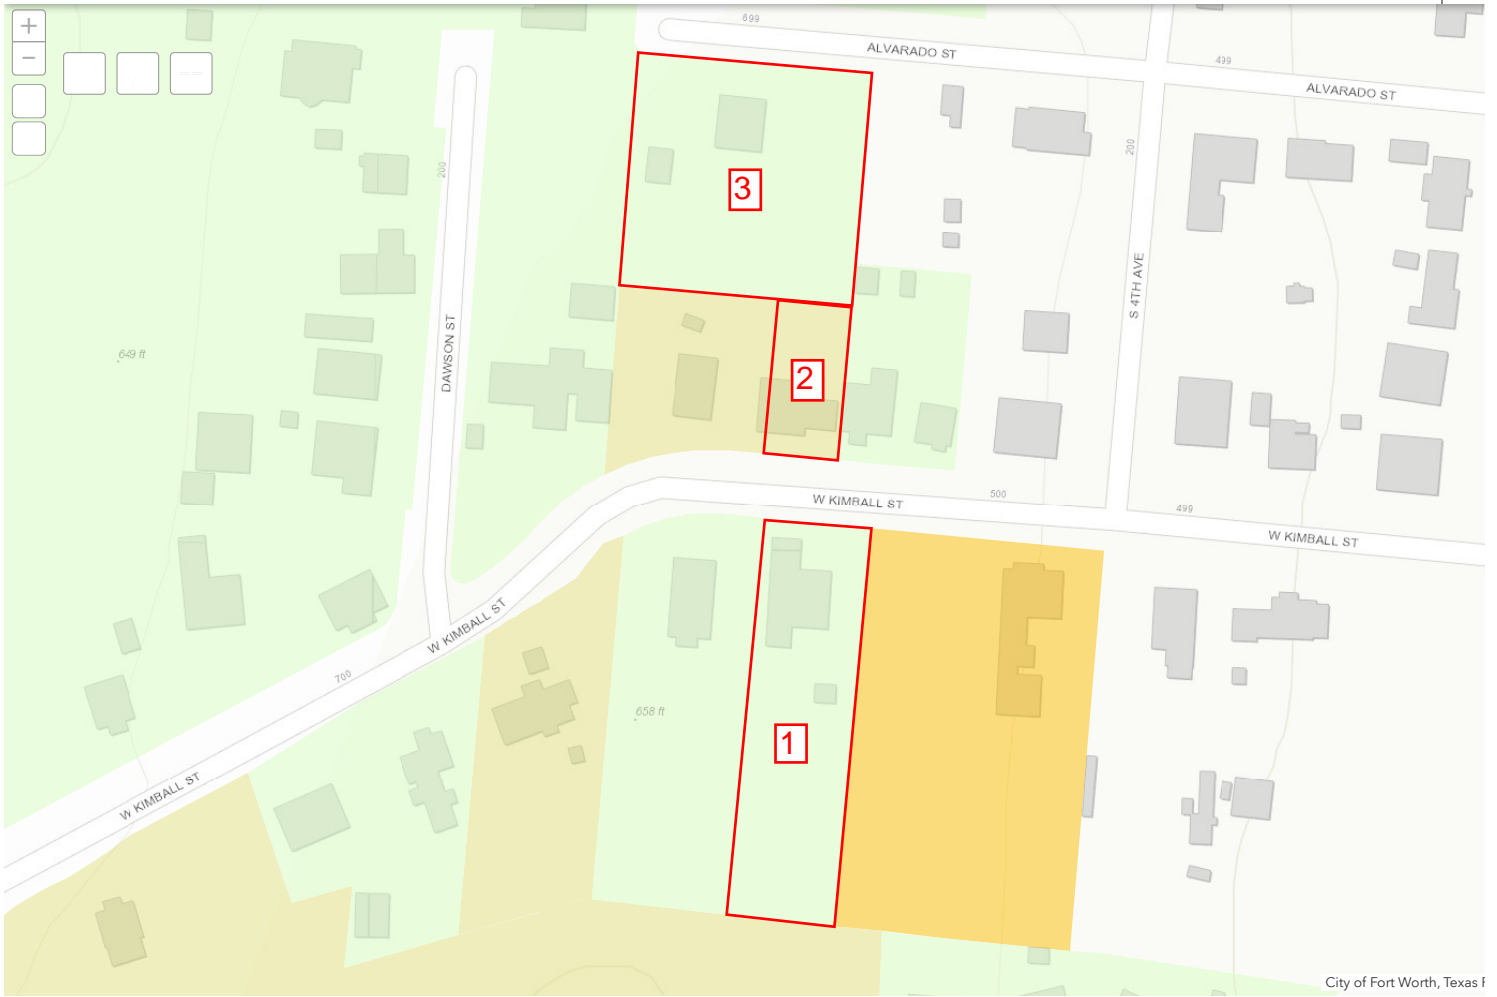 +
−
699
ALVARADO ST
499
ALVARADO ST
200
200
3
S 4TH AVE
DAWSON ST
649 ft
2
W KIMBALL ST
500
499
W KIMBALL ST
W KIMBALL ST
700
658 ft
1
W KIMBALL ST
City of Fort Worth, Texas